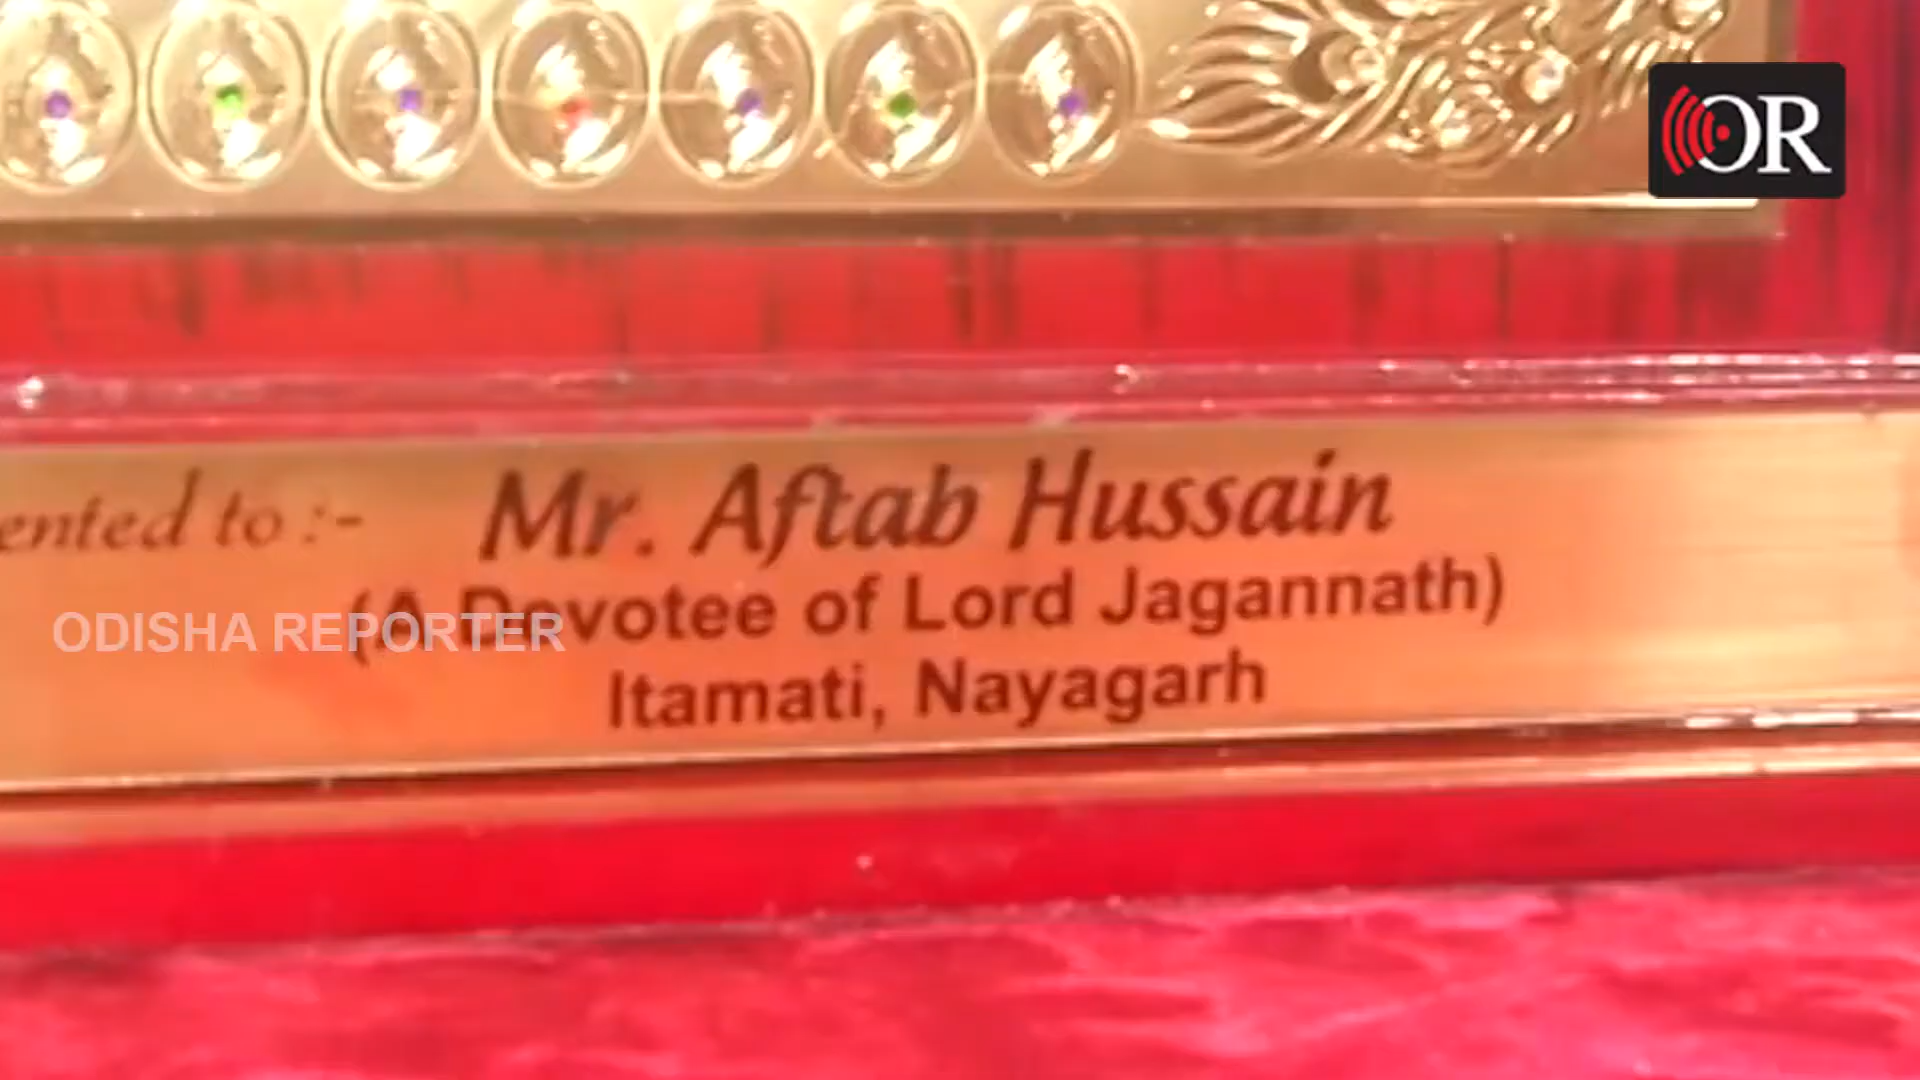 OR
ented to :- Mr. Aftab Hussain
(A Devotee of Lord Jagannath)
ODISHA REPORTER
Itamati, Nayagarh